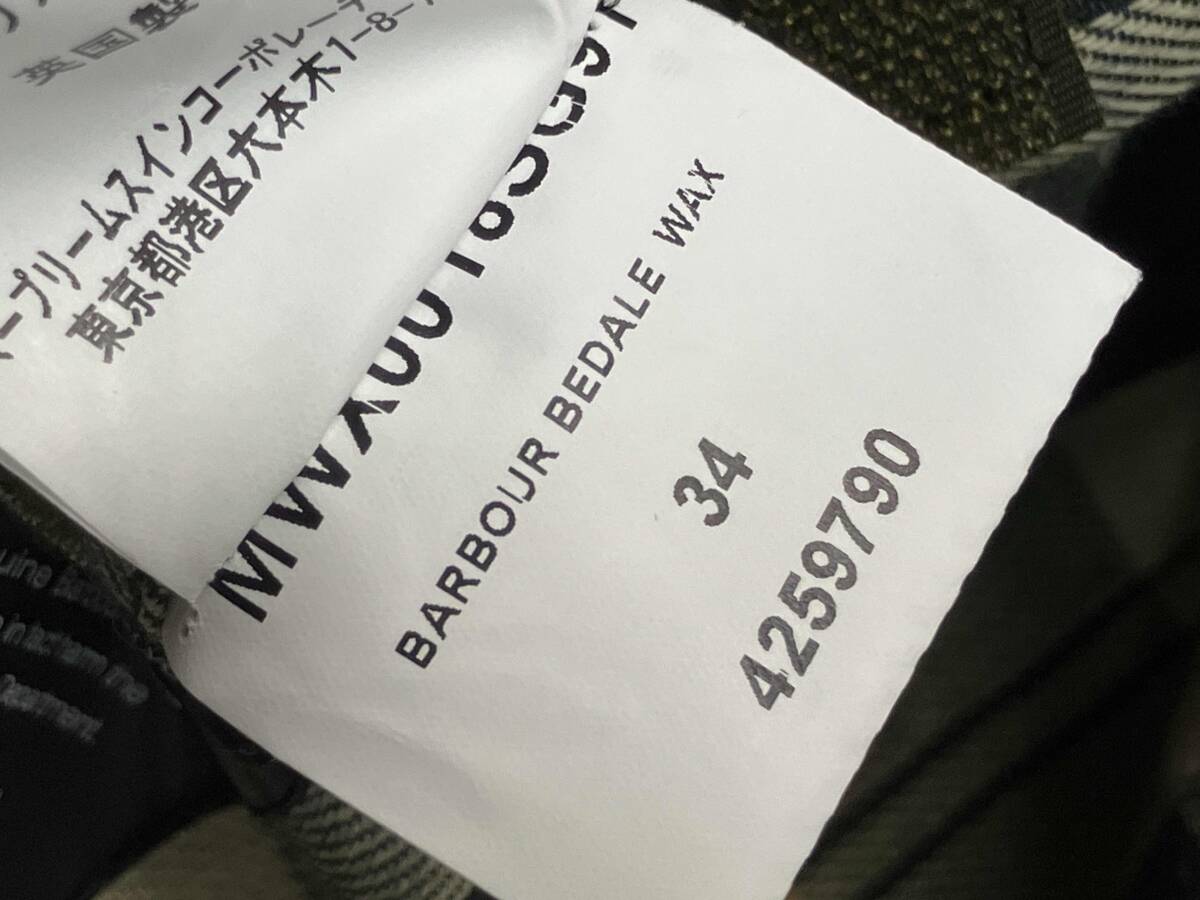 英国製
ープリームスインコーポレーテ
東京都港区六本木1-8-
MWX0018SG91
BARBOUR BEDALE WAX
34
4259790